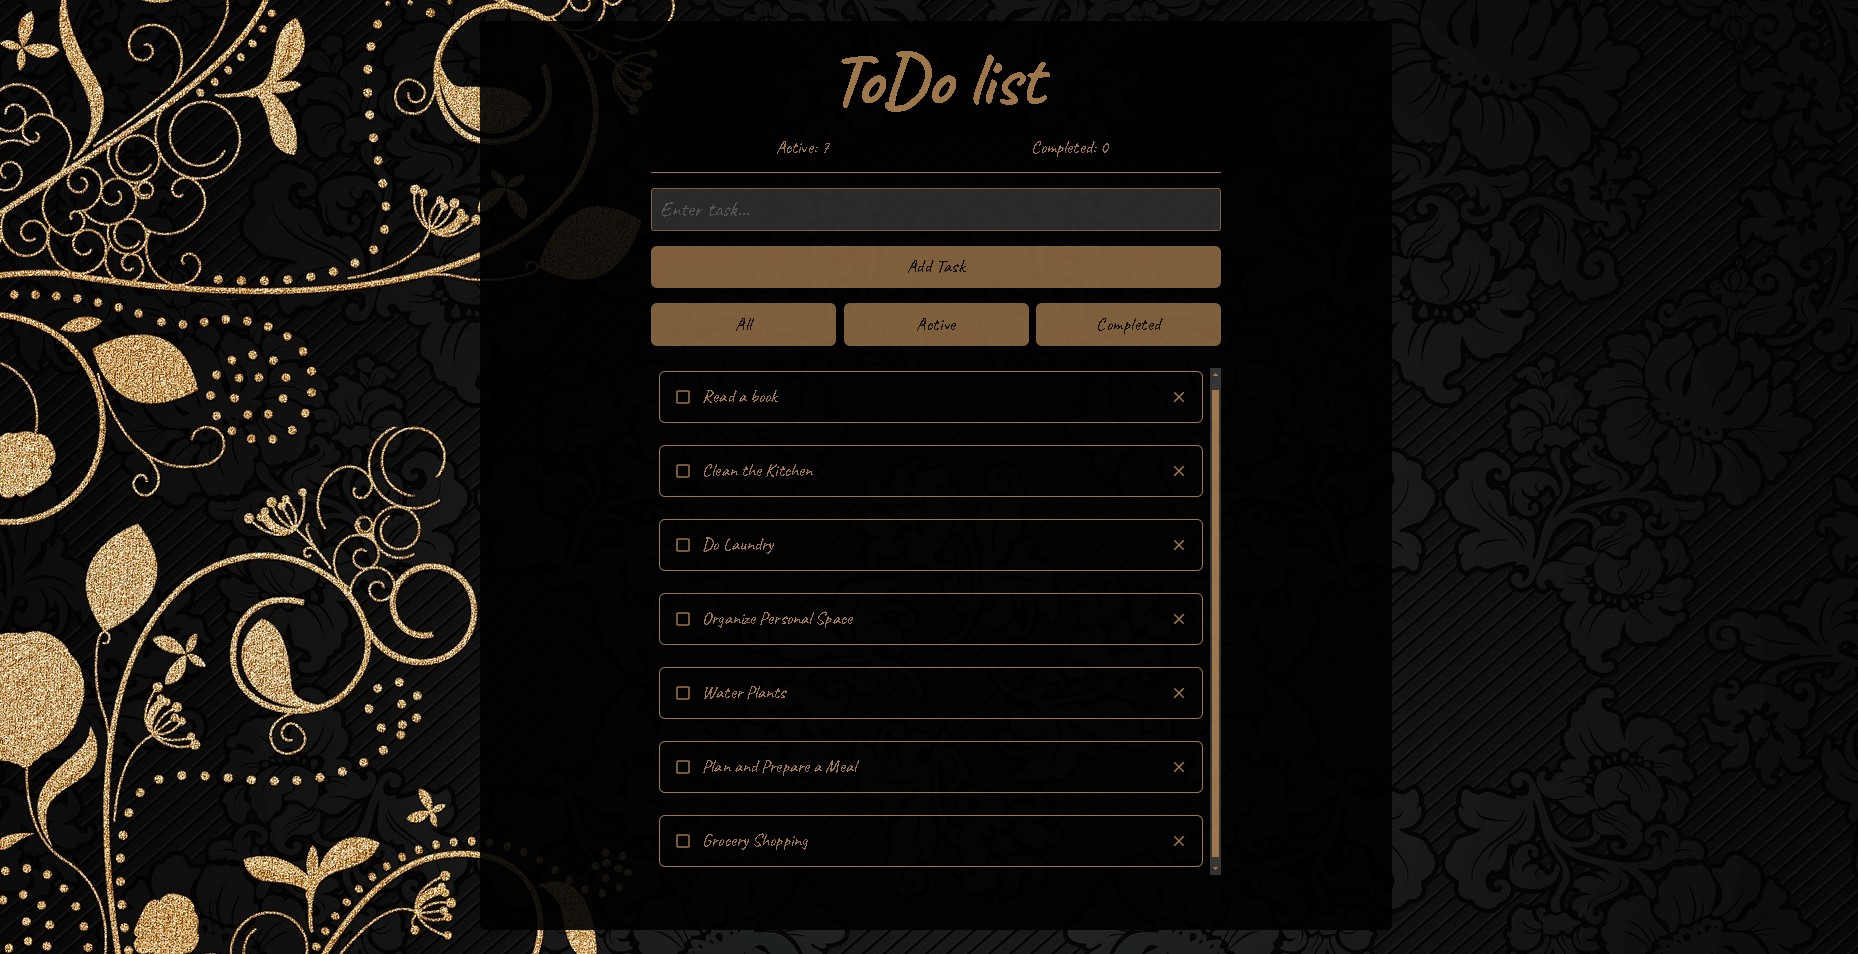 ToDo list
Active: 7 Completed: 0
Enter task...
Add Task
All Active Completed
Read a book
Clean the Kitchen
Do Laundry
Organize Personal Space
Water Plants
Plan and Prepare a Meal
Grocery Shopping